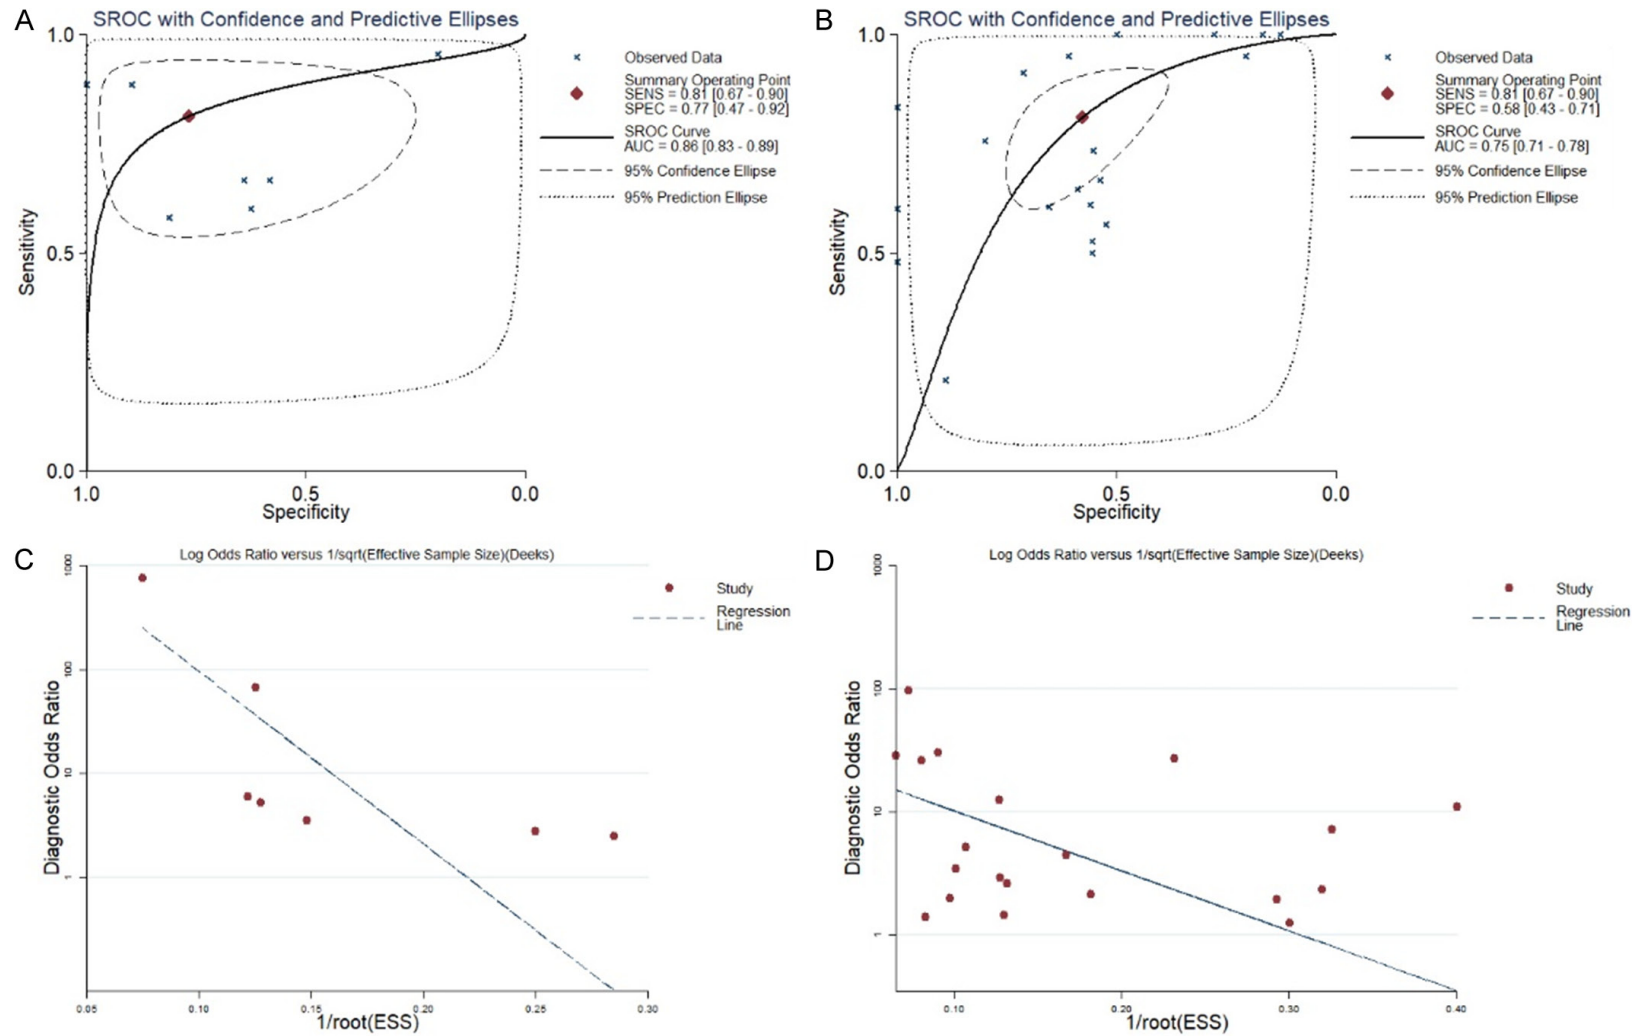 A
SROC with Confidence and Predictive Ellipses
1.0
0.5
0.0
Sensitivity
1.0
0.5
0.0
Specificity
Observed Data
Summary Operating Point
SENS = 0.81 [0.67 - 0.90]
SPEC = 0.77 [0.47 - 0.92]
SROC Curve
AUC = 0.86 [0.83 - 0.89]
95% Confidence Ellipse
95% Prediction Ellipse
B
SROC with Confidence and Predictive Ellipses
1.0
0.5
0.0
Sensitivity
1.0
0.5
0.0
Specificity
Observed Data
Summary Operating Point
SENS = 0.81 [0.67 - 0.90]
SPEC = 0.58 [0.43 - 0.71]
SROC Curve
AUC = 0.75 [0.71 - 0.78]
95% Confidence Ellipse
95% Prediction Ellipse
C
Log Odds Ratio versus 1/sqrt(Effective Sample Size)(Deeks)
1000
100
10
1
Diagnostic Odds Ratio
0.05
0.10
0.15
0.20
0.25
0.30
1/root(ESS)
Study
Regression
Line
D
Log Odds Ratio versus 1/sqrt(Effective Sample Size)(Deeks)
1000
100
10
1
Diagnostic Odds Ratio
0.10
0.20
0.30
0.40
1/root(ESS)
Study
Regression
Line